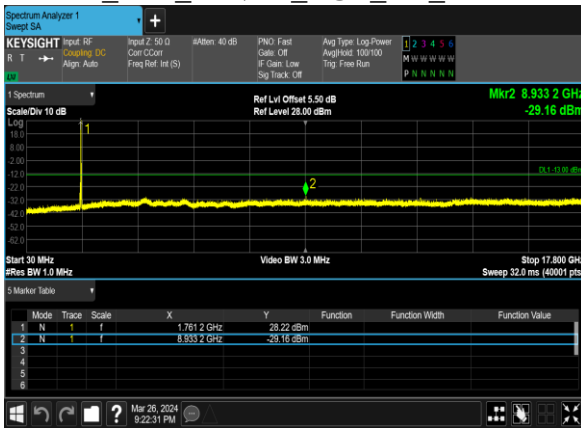 Spectrum Analyzer 1
Swept SA
+
KEYSIGHT
R T
LV
Input: RF
Coupling: DC
Align: Auto
Input Z: 50 Ω
Corr CCorr
Freq Ref: Int (S)
#Atten: 40 dB
PNO: Fast
Gate: Off
IF Gain: Low
Sig Track: Off
Avg Type: Log-Power
Avg|Hold: 100/100
Trig: Free Run
1 2 3 4 5 6
M W W W W W
P N N N N N
1 Spectrum
Scale/Div 10 dB
Ref Lvl Offset 5.50 dB
Ref Level 28.00 dBm
Mkr2 8.933 2 GHz
-29.16 dBm
Log
18.0
8.00
-2.00
-12.0
-22.0
-32.0
-42.0
-52.0
-62.0
1
2
DL1 -13.00 dBm
Start 30 MHz
#Res BW 1.0 MHz
Video BW 3.0 MHz
Stop 17.800 GHz
Sweep 32.0 ms (40001 pts
5 Marker Table
Mode Trace Scale X Y Function Function Width Function Value
1 N 1 f 1.761 2 GHz 28.22 dBm
2 N 1 f 8.933 2 GHz -29.16 dBm
3
4
5
6
?
Mar 26, 2024
9:22:31 PM